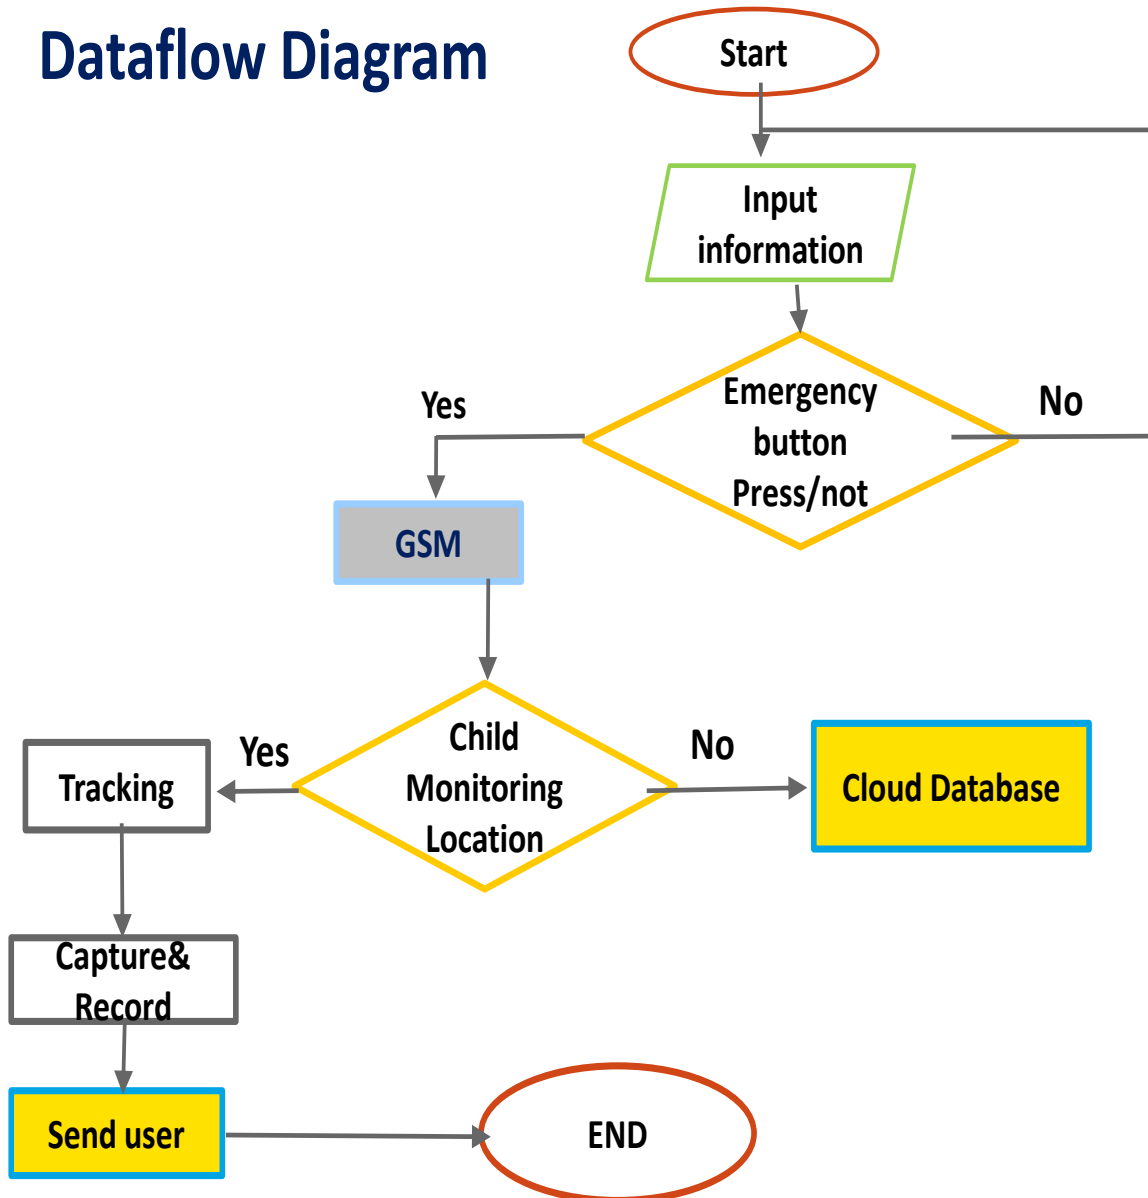 Dataflow Diagram
Start
Input
information
Emergency
button
Press/not
Yes
No
GSM
Child
Monitoring
Location
Yes
No
Tracking
Cloud Database
Capture&
Record
Send user
END